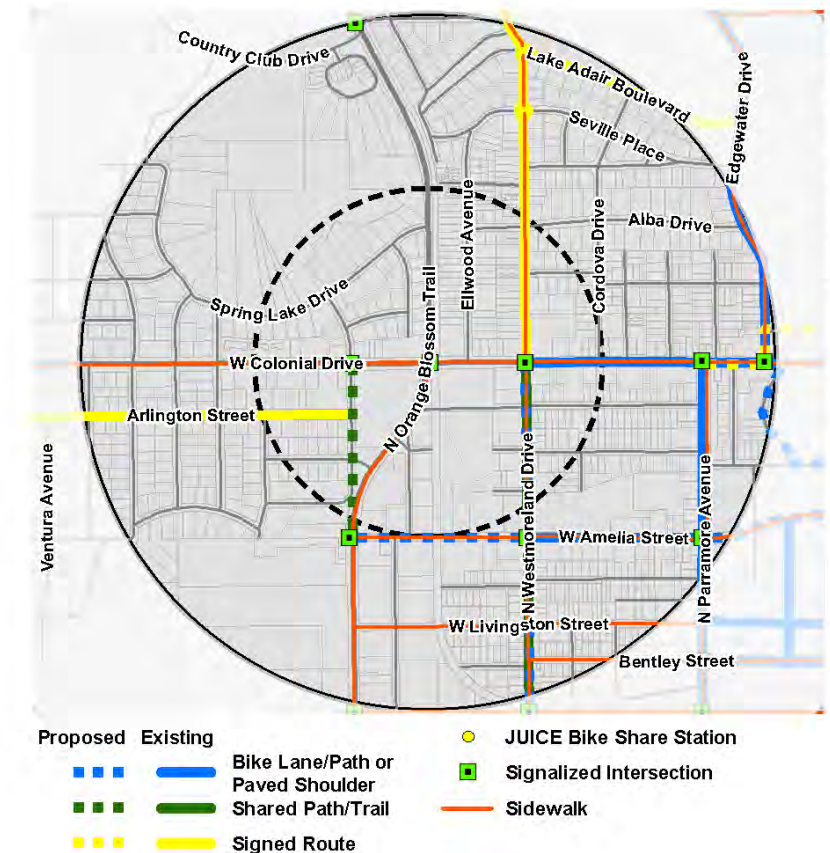 Country Club Drive
Lake Adair Boulevard
Edgewater Drive
Seville Place
Ellwood Avenue
Cordova Drive
Alba Drive
Spring Lake Drive
N Orange Blossom Trail
W Colonial Drive
Arlington Street
Ventura Avenue
N Westmoreland Drive
N Parramore Avenue
W Amelia Street
W Livingston Street
Bentley Street
Proposed Existing
Bike Lane/Path or
Paved Shoulder
Shared Path/Trail
Signed Route
JUICE Bike Share Station
Signalized Intersection
Sidewalk